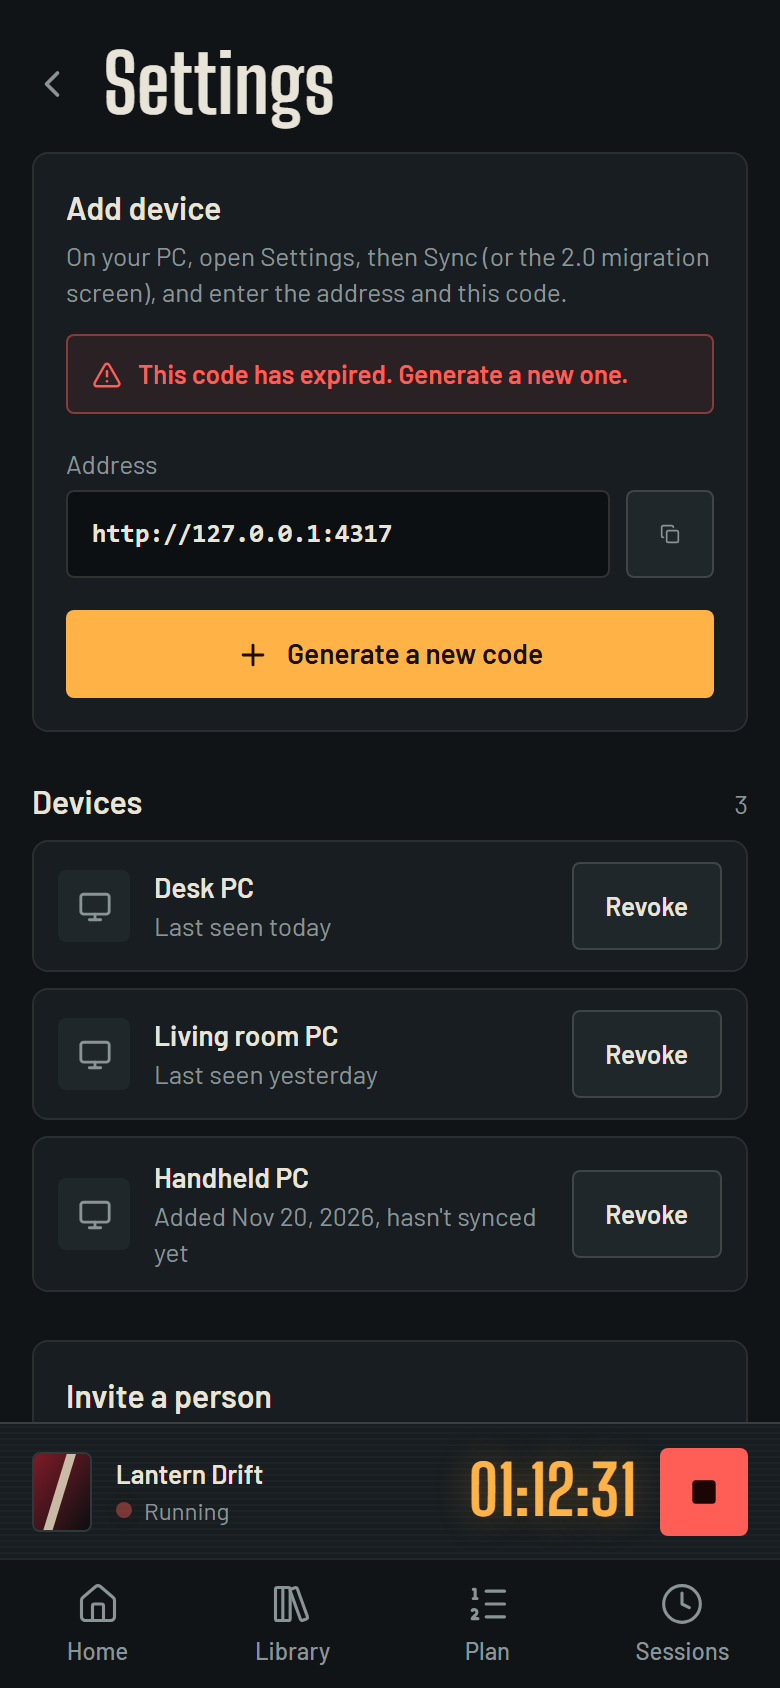 Settings
Add device
On your PC, open Settings, then Sync (or the 2.0 migration
screen), and enter the address and this code.
This code has expired. Generate a new one.
Address
http://127.0.0.1:4317
Generate a new code
Devices
3
Desk PC
Last seen today
Revoke
Living room PC
Last seen yesterday
Revoke
Handheld PC
Added Nov 20, 2026, hasn't synced
yet
Revoke
Invite a person
Lantern Drift
Running
01:12:31
Home
Library
Plan
Sessions